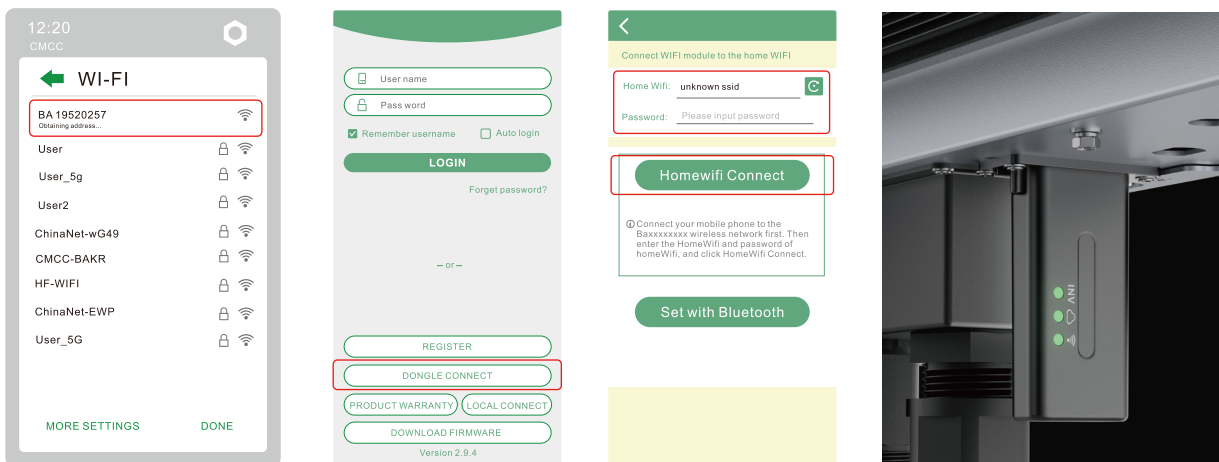 12:20
CMCC
WI-FI
BA 19520257
Obtaining address...
User
User_5g
User2
ChinaNet-wG49
CMCC-BAKR
HF-WIFI
ChinaNet-EWP
User_5G
MORE SETTINGS
DONE
User name
Pass word
Remember username
Auto login
LOGIN
Forget password?
– or –
REGISTER
DONGLE CONNECT
PRODUCT WARRANTY
LOCAL CONNECT
DOWNLOAD FIRMWARE
Version 2.9.4
Connect WIFI module to the home WIFI
Home Wifi: unknown ssid
Password: Please input password
Homewifi Connect
Connect your mobile phone to the
Baxxxxxxxx wireless network first. Then
enter the HomeWifi and password of
homeWifi, and click HomeWifi Connect.
Set with Bluetooth
INV